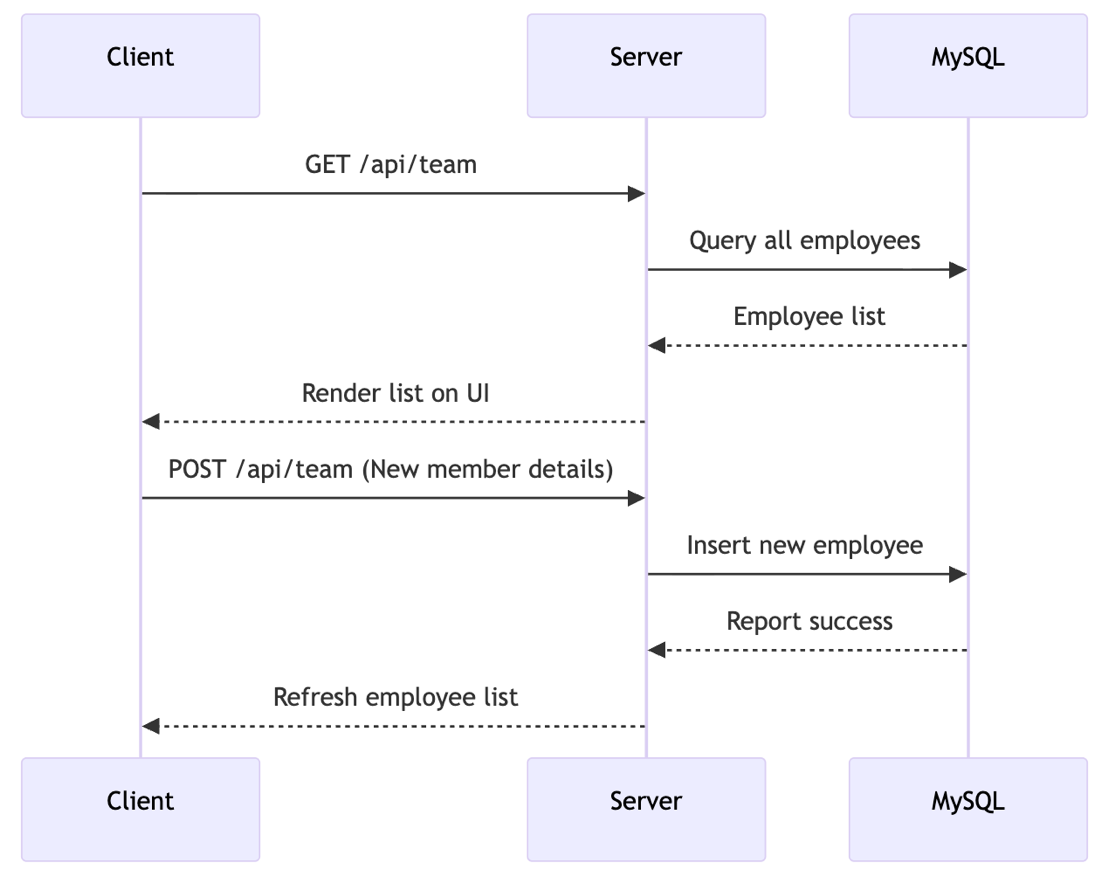 Client
Server
MySQL
GET /api/team
Query all employees
Employee list
Render list on UI
POST /api/team (New member details)
Insert new employee
Report success
Refresh employee list
Client
Server
MySQL